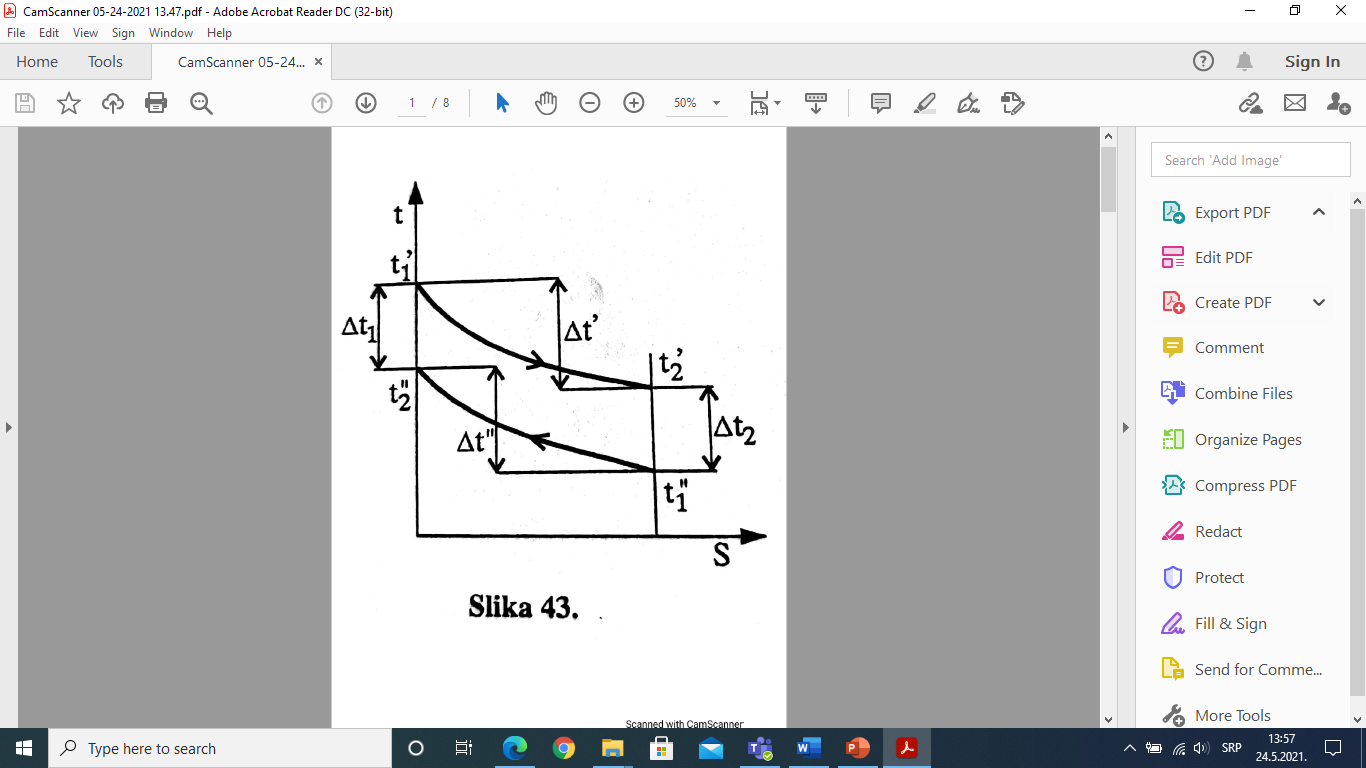 CamScanner 05-24-2021 13.47.pdf - Adobe Acrobat Reader DC (32-bit)
File Edit View Sign Window Help
Home Tools CamScanner 05-24... × Sign In
1 / 8 50%
Search 'Add Image'
Export PDF
Edit PDF
Create PDF
Comment
Combine Files
Organize Pages
Compress PDF
Redact
Protect
Fill & Sign
Send for Comme...
More Tools
t
t₁'
Δt₁
Δt'
t₂'
t₂"
Δt"
Δt₂
t₁"
S
Slika 43.
Scanned with CamScanner
Type here to search
SRP
13:57
24.5.2021.